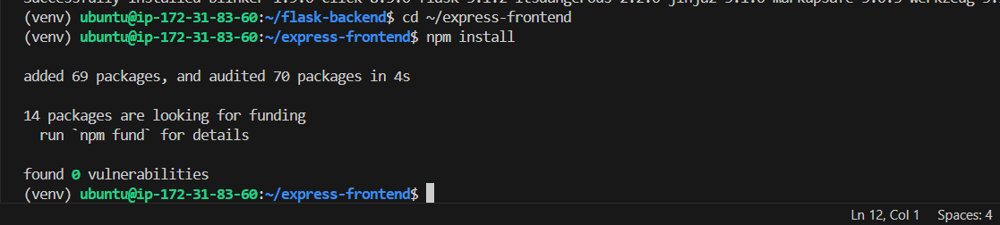 (venv) ubuntu@ip-172-31-83-60:~/flask-backend$ cd ~/express-frontend
(venv) ubuntu@ip-172-31-83-60:~/express-frontend$ npm install
added 69 packages, and audited 70 packages in 4s
14 packages are looking for funding
run `npm fund` for details
found 0 vulnerabilities
(venv) ubuntu@ip-172-31-83-60:~/express-frontend$
Ln 12, Col 1 Spaces: 4